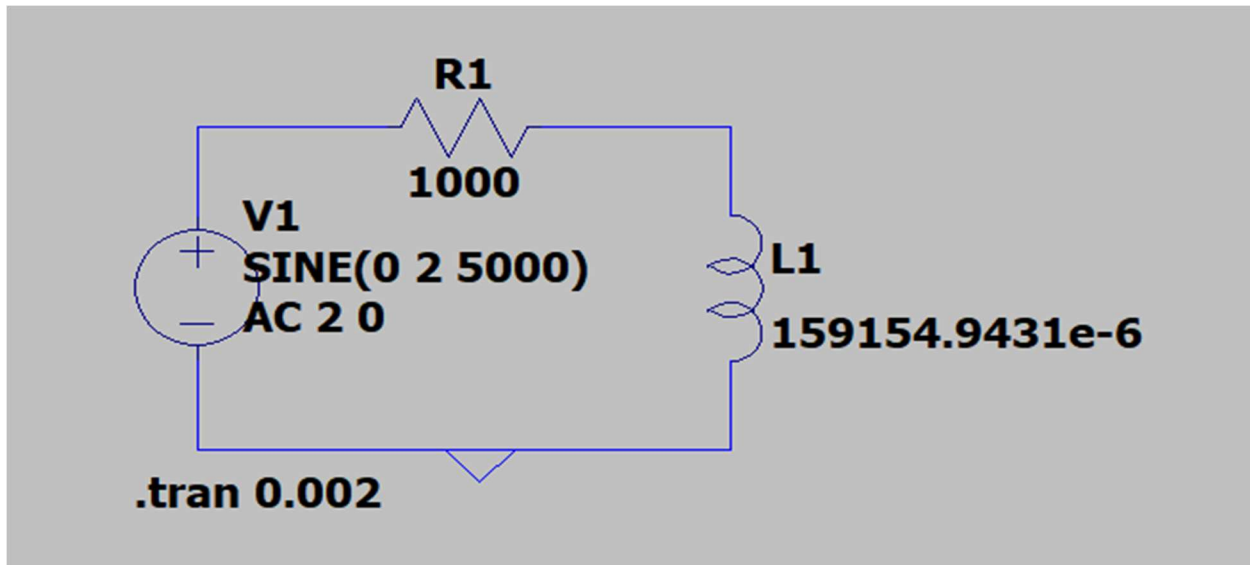 R1
1000
V1
SINE(0 2 5000)
AC 2 0
L1
159154.9431e-6
.tran 0.002